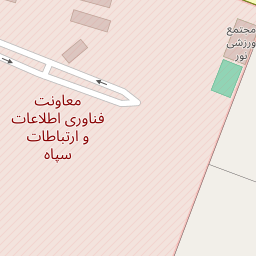 مجتمع
ورزشی
نور
معاونت
فناوری اطلاعات
و ارتباطات
سپاه